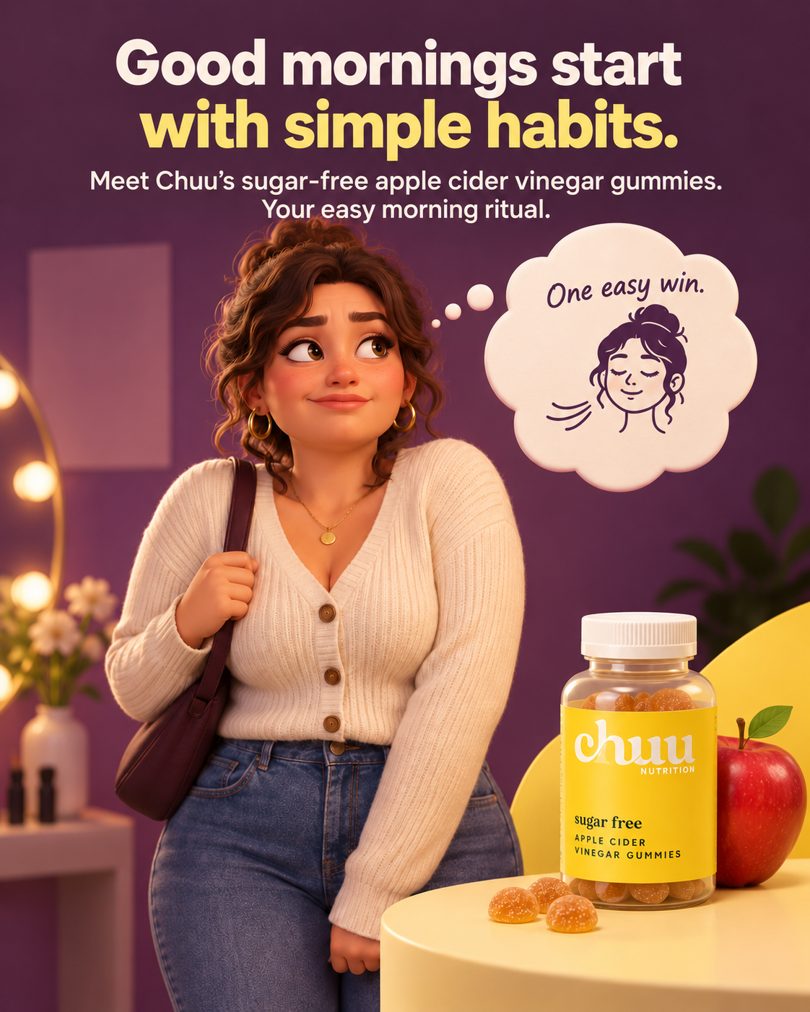 Good mornings start
with simple habits.
Meet Chuu's sugar-free apple cider vinegar gummies.
Your easy morning ritual.
One easy win.
chuu
NUTRITION
sugar free
APPLE CIDER
VINEGAR GUMMIES